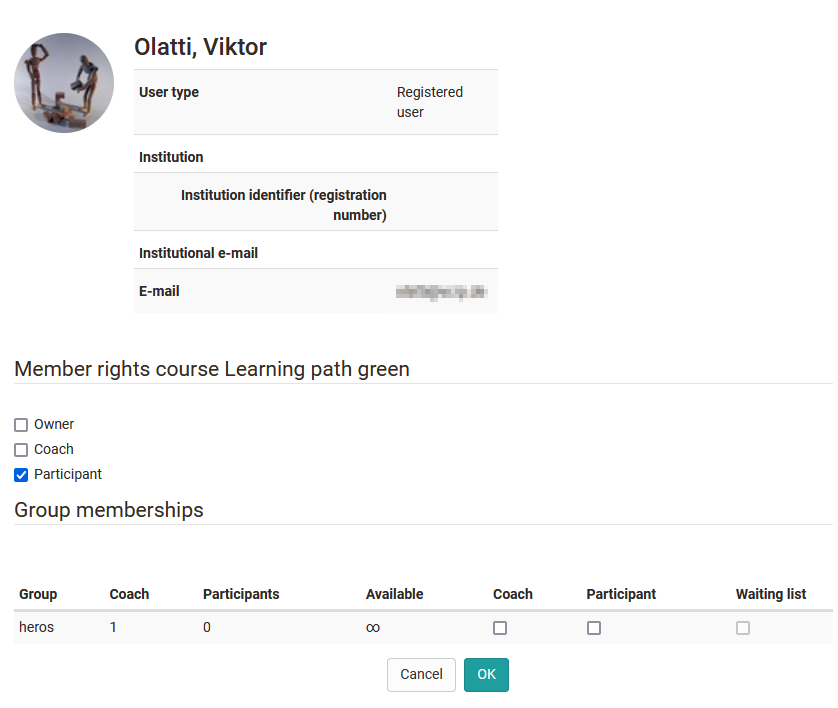 Olatti, Viktor
User type Registered
user
Institution
Institution identifier (registration
number)
Institutional e-mail
E-mail
Member rights course Learning path green
Owner
Coach
Participant
Group memberships
Group Coach Participants Available Coach Participant Waiting list
heros 1 0 ∞
Cancel OK